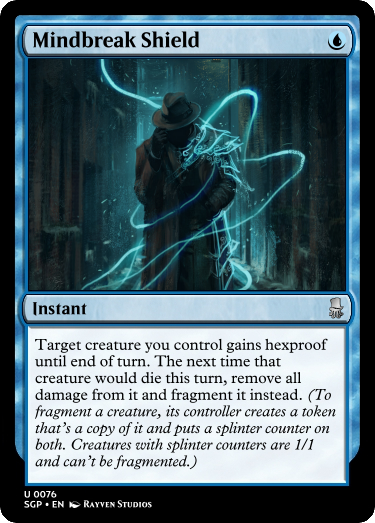 Mindbreak Shield
Instant
Target creature you control gains hexproof
until end of turn. The next time that
creature would die this turn, remove all
damage from it and fragment it instead. (To
fragment a creature, its controller creates a token
that's a copy of it and puts a splinter counter on
both. Creatures with splinter counters are 1/1
and can't be fragmented.)
U 0076
SGP • EN Rayven Studios